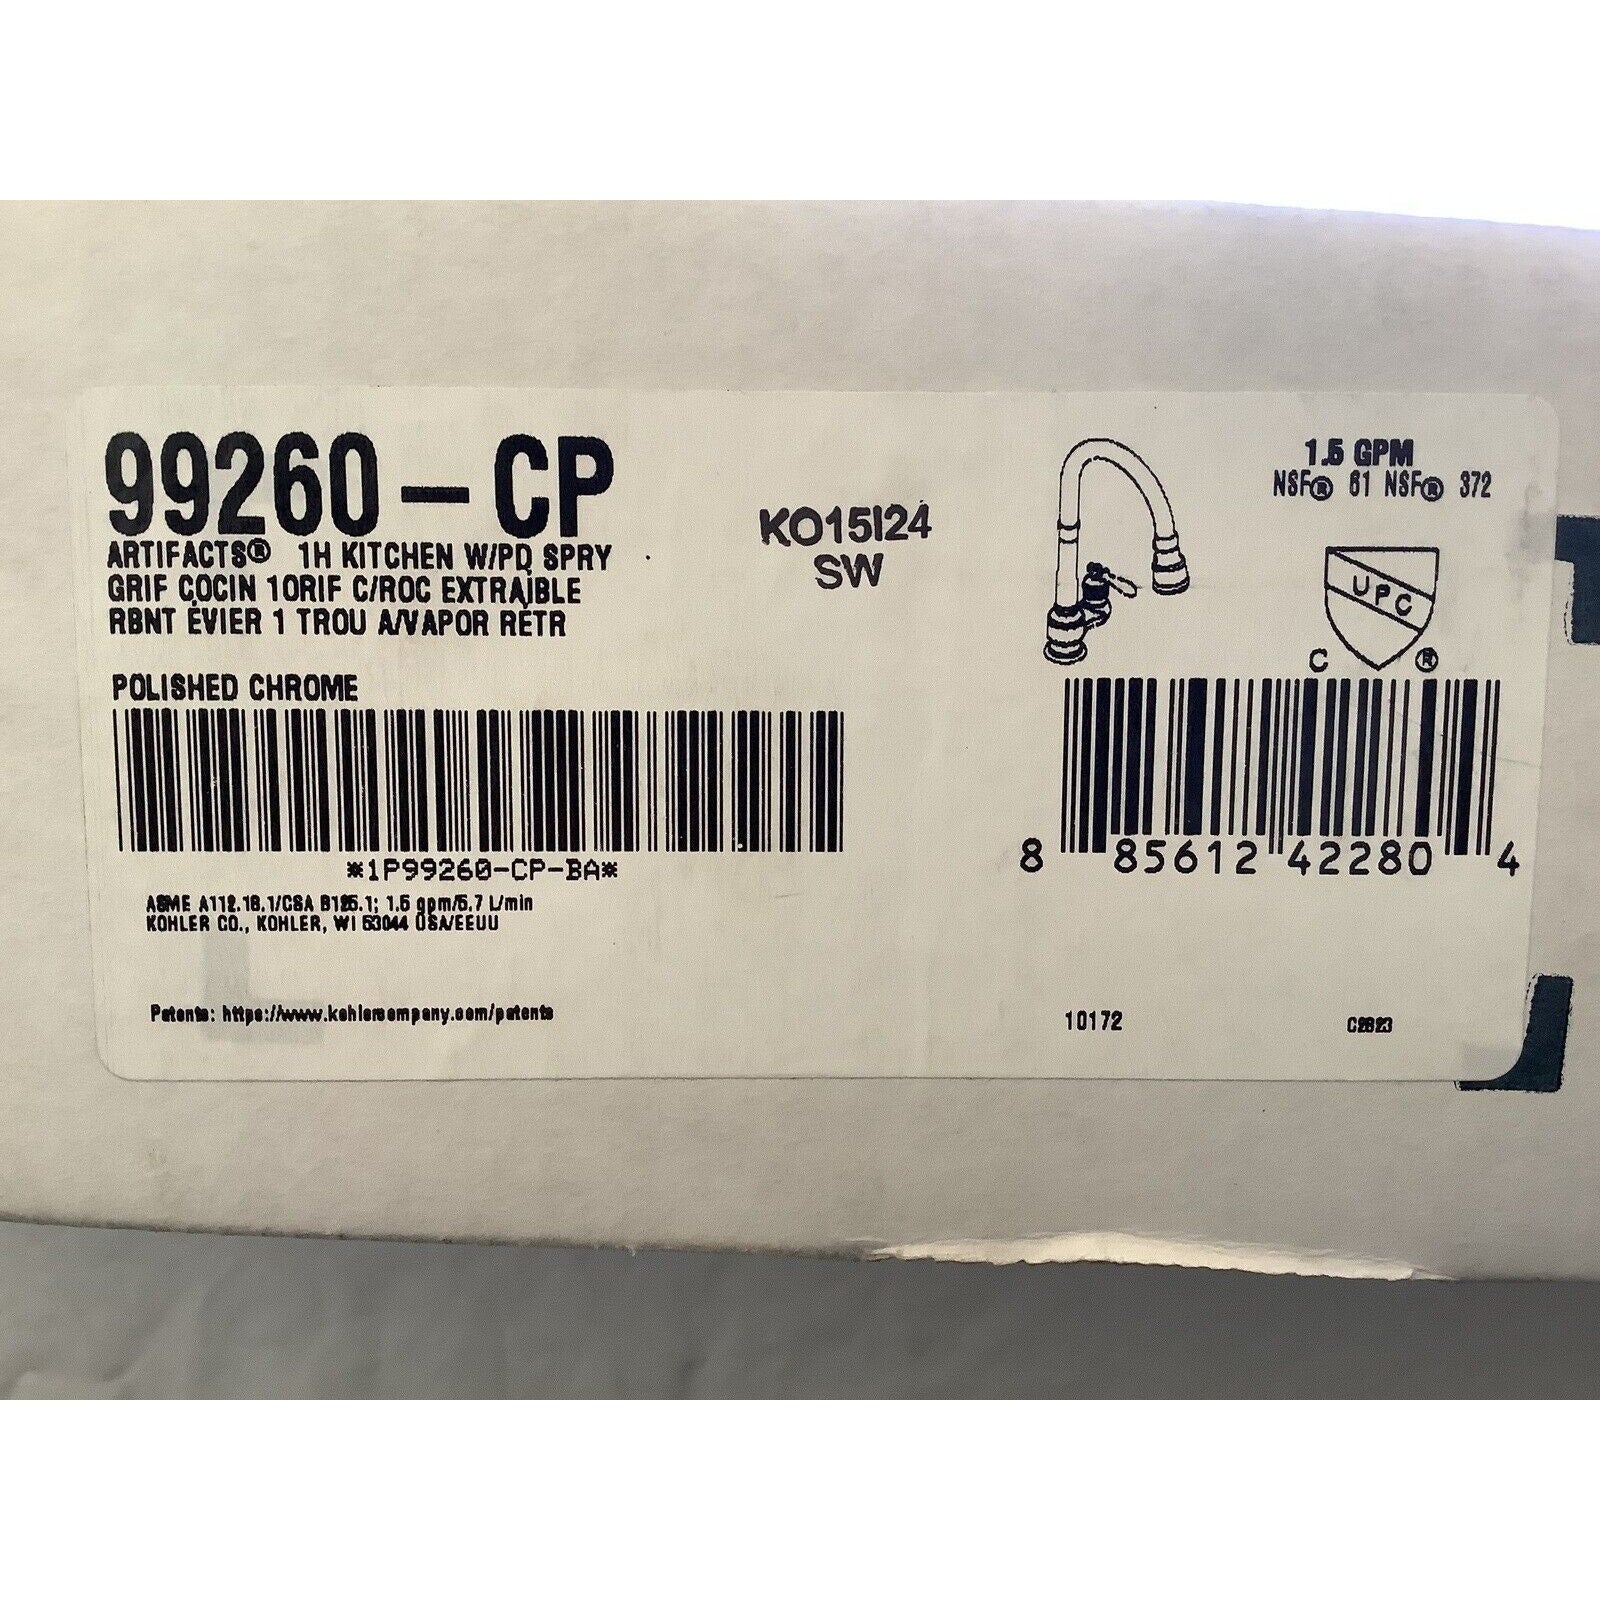 99260-CP
ARTIFACTS® 1H KITCHEN W/PD SPRY
GRIF COCIN 1ORIF C/ROC EXTRAÍBLE
RBNT ÉVIER 1 TROU A/VAPOR RÉTR
POLISHED CHROME
*1P99260-CP-BA*
ASME A112.18.1/CSA B125.1; 1.5 gpm/5.7 L/min
KOHLER CO., KOHLER, WI 53044 USA/EEUU
Patents: https://www.kohlercompany.com/patents
KO15I24
SW
1.5 GPM
NSF® 61 NSF® 372
UPC
C ®
8 85612 42280 4
10172